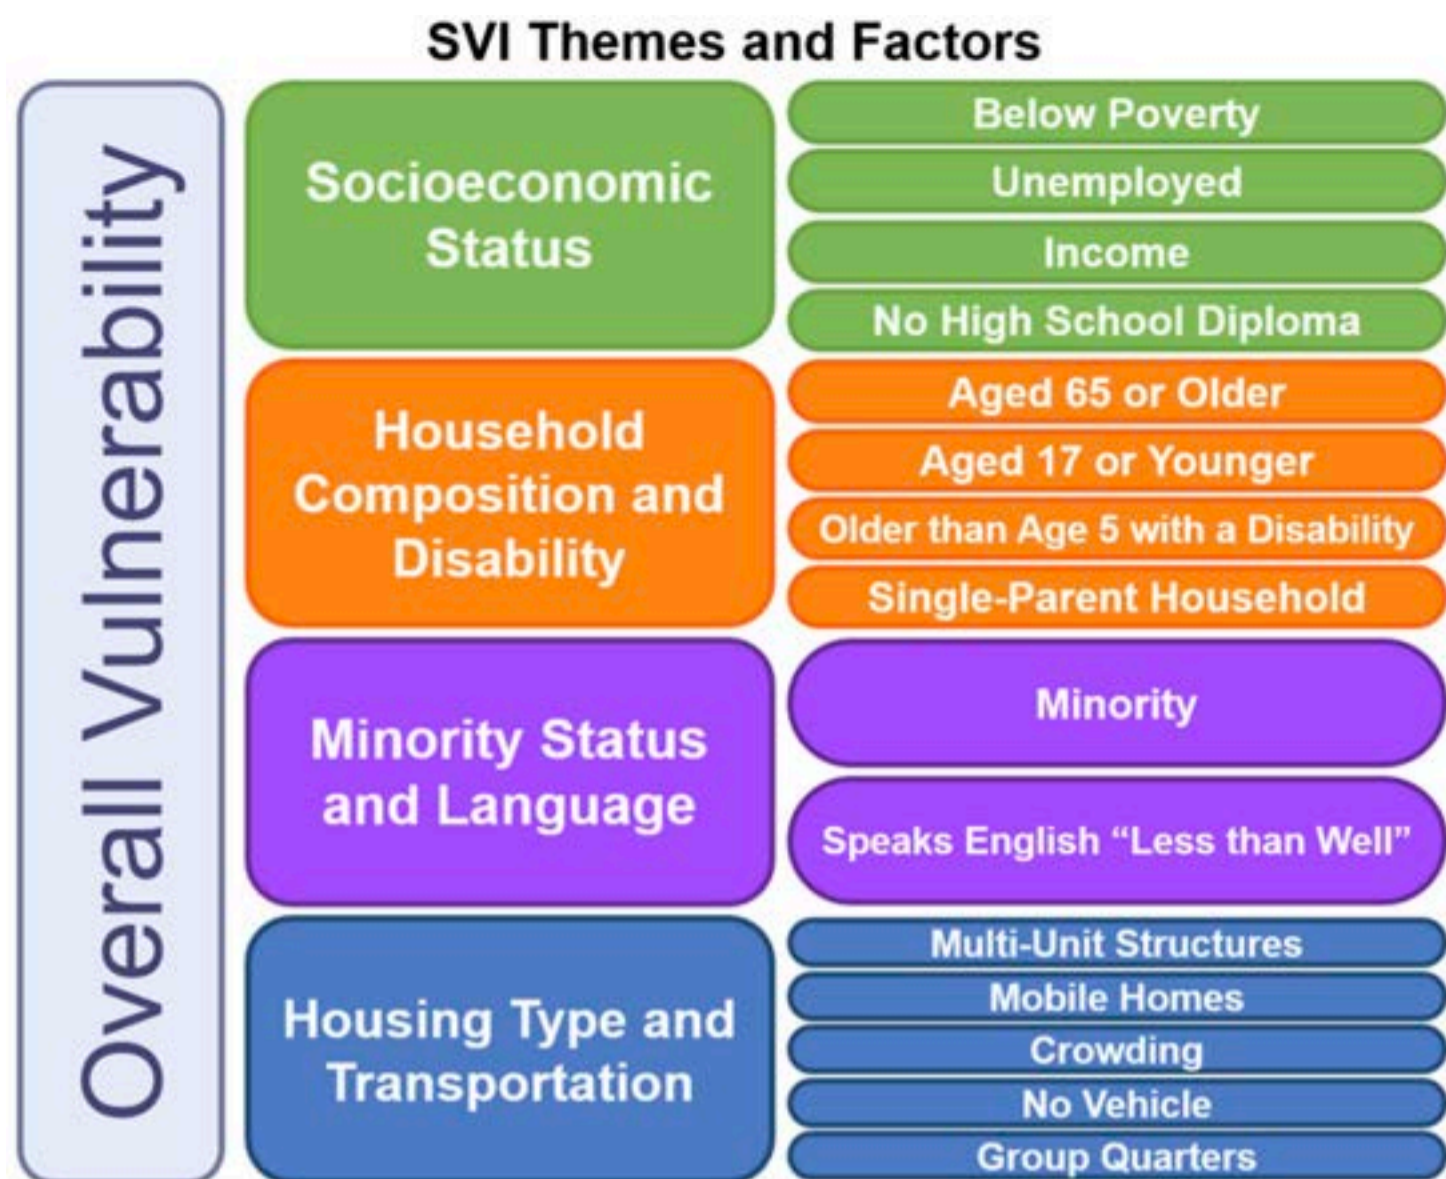 SVI Themes and Factors
Overall Vulnerability
Socioeconomic
Status
Below Poverty
Unemployed
Income
No High School Diploma
Household
Composition and
Disability
Aged 65 or Older
Aged 17 or Younger
Older than Age 5 with a Disability
Single-Parent Household
Minority Status
and Language
Minority
Speaks English “Less than Well”
Housing Type and
Transportation
Multi-Unit Structures
Mobile Homes
Crowding
No Vehicle
Group Quarters